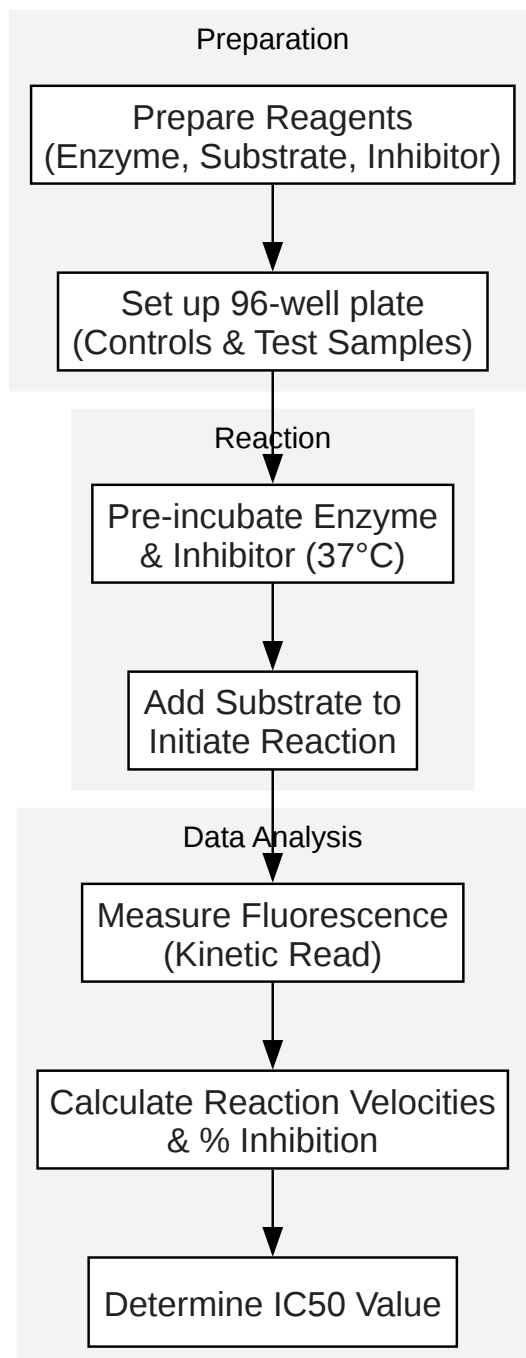 Preparation
Prepare Reagents
(Enzyme, Substrate, Inhibitor)
Set up 96-well plate
(Controls & Test Samples)
Reaction
Pre-incubate Enzyme
& Inhibitor (37°C)
Add Substrate to
Initiate Reaction
Data Analysis
Measure Fluorescence
(Kinetic Read)
Calculate Reaction Velocities
& % Inhibition
Determine IC50 Value